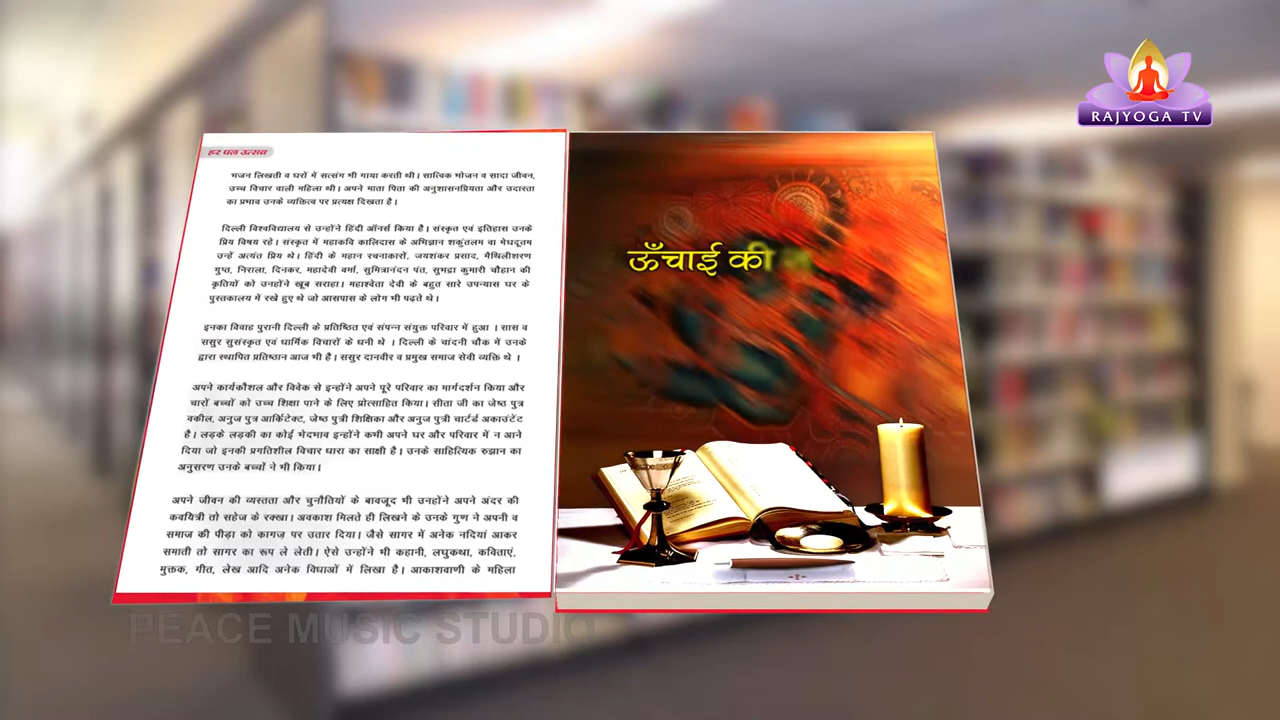 RAJYOGA TV
हर पल उत्सव
भजन लिखती व घरों में सत्संग भी गाया करती थी। सात्विक भोजन व सादा जीवन,
उच्च विचार वाली महिला थी। अपने माता पिता की अनुशासनप्रियता और उदारता
का प्रभाव उनके व्यक्तित्व पर प्रत्यक्ष दिखता है।
दिल्ली विश्वविद्यालय से उन्होंने हिंदी ऑनर्स किया है। संस्कृत एवं इतिहास उनके
प्रिय विषय रहे। संस्कृत में महाकवि कालिदास के अभिज्ञान शकुंतलम वा मेघदूतम
उन्हें अत्यंत प्रिय थे। हिंदी के महान रचनाकारों, जयशंकर प्रसाद, मैथिलीशरण
गुप्त, निराला, दिनकर, महादेवी वर्मा, सुमित्रानंदन पंत, सुभद्रा कुमारी चौहान की
कृतियों को उनहोंने खूब सराहा। महाश्वेता देवी के बहुत सारे उपन्यास घर के
पुस्तकालय में रखे हुए थे जो आसपास के लोग भी पढ़ते थे।
इनका विवाह पुरानी दिल्ली के प्रतिष्ठित एवं संपन्न संयुक्त परिवार में हुआ । सास व
ससुर सुसंस्कृत एवं धार्मिक विचारों के धनी थे । दिल्ली के चांदनी चौक में उनके
द्वारा स्थापित प्रतिष्ठान आज भी है। ससुर दानवीर व प्रमुख समाज सेवी व्यक्ति थे ।
अपने कार्यकौशल और विवेक से इन्होंने अपने पूरे परिवार का मार्गदर्शन किया और
चारों बच्चों को उच्च शिक्षा पाने के लिए प्रोत्साहित किया। सीता जी का जेष्ठ पुत्र
वकील, अनुज पुत्र आर्किटेक्ट, जेष्ठ पुत्री शिक्षिका और अनुज पुत्री चार्टर्ड अकाउंटेंट
है। लड़के लड़की का कोई भेदभाव इन्होंने कभी अपने घर और परिवार में न आने
दिया जो इनकी प्रगतिशील विचार धारा का साक्षी है। उनके साहित्यिक रुझान का
अनुसरण उनके बच्चों ने भी किया।
अपने जीवन की व्यस्तता और चुनौतियों के बावजूद भी उनहोंने अपने अंदर की
कवयित्री तो सहेज के रक्खा। अवकाश मिलते ही लिखने के उनके गुण ने अपनी व
समाज की पीड़ा को कागज़ पर उतार दिया। जैसे सागर में अनेक नदियां आकर
समाती तो सागर का रूप ले लेती। ऐसे उन्होंने भी कहानी, लघुकथा, कविताएं,
मुक्तक, गीत, लेख आदि अनेक विधाओं में लिखा है। आकाशवाणी के महिला
ऊँचाई की
PEACE MUSIC STUDIO